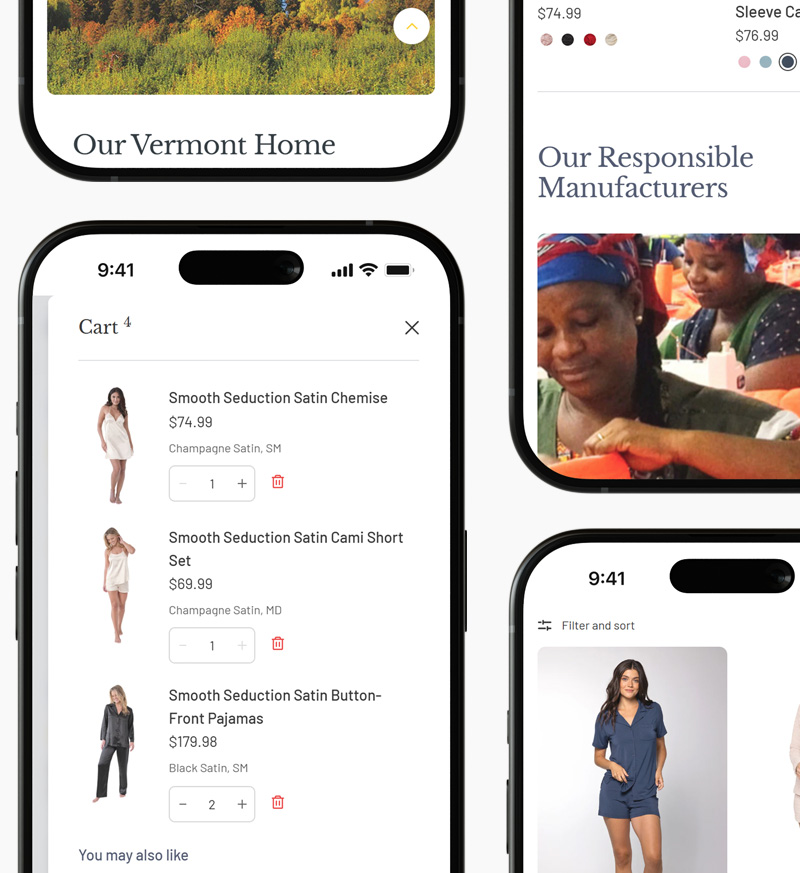 Our Vermont Home
9:41
Cart 4
Smooth Seduction Satin Chemise
$74.99
Champagne Satin, SM
1
Smooth Seduction Satin Cami Short
Set
$69.99
Champagne Satin, MD
1
Smooth Seduction Satin Button-
Front Pajamas
$179.98
Black Satin, SM
2
You may also like
$74.99
Sleeve Ca
$76.99
Our Responsible
Manufacturers
9:41
Filter and sort